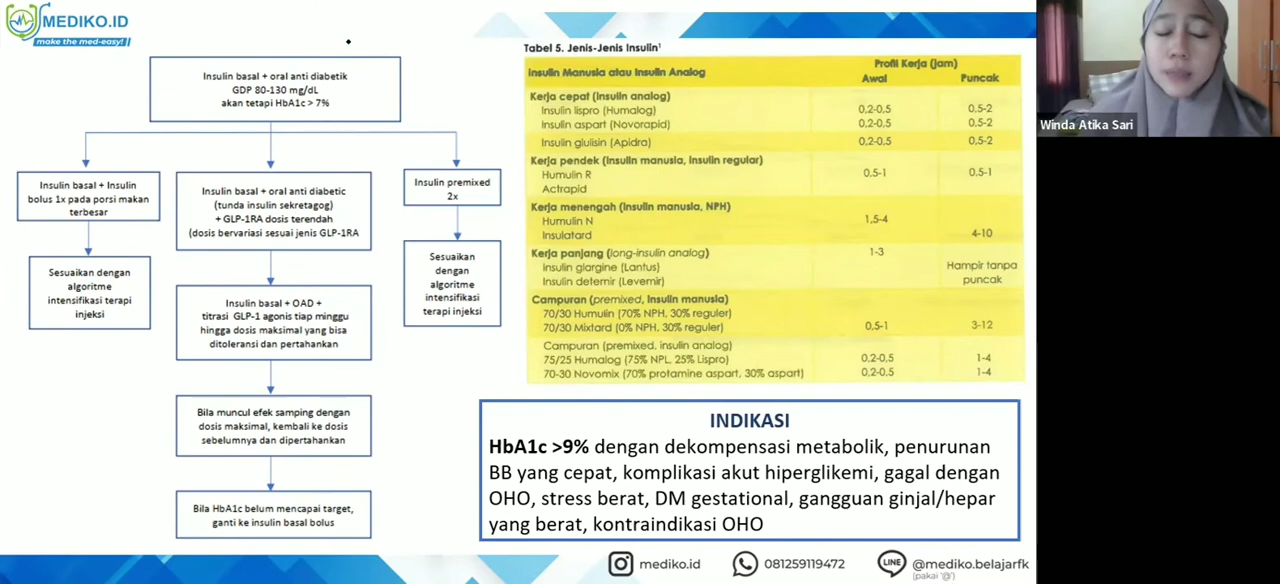 MEDIKO.ID
make the med-easy!
Insulin basal + oral anti diabetik
GDP 80-130 mg/dL
akan tetapi HbA1c > 7%
Insulin basal + Insulin
bolus 1x pada porsi makan
terbesar
Sesuaikan dengan
algoritme
intensifikasi terapi
injeksi
Insulin basal + oral anti diabetic
(tunda insulin sekretagog)
+ GLP-1RA dosis terendah
(dosis bervariasi sesuai jenis GLP-1RA
Insulin basal + OAD +
titrasi GLP-1 agonis tiap minggu
hingga dosis maksimal yang bisa
ditoleransi dan pertahankan
Bila muncul efek samping dengan
dosis maksimal, kembali ke dosis
sebelumnya dan dipertahankan
Bila HbA1c belum mencapai target,
ganti ke insulin basal bolus
Insulin premixed
2x
Sesuaikan
dengan
algoritme
intensifikasi
terapi injeksi
Tabel 5. Jenis-Jenis Insulin¹
Insulin Manusia atau Insulin Analog Profil Kerja (jam)
Awal Puncak
Kerja cepat (insulin analog)
Insulin lispro (Humalog) 0,2-0,5 0,5-2
Insulin aspart (Novorapid) 0,2-0,5 0,5-2
Insulin glulisin (Apidra) 0,2-0,5 0,5-2
Kerja pendek (insulin manusia, insulin regular)
Humulin R 0,5-1 0,5-1
Actrapid
Kerja menengah (insulin manusia, NPH)
Humulin N 1,5-4
Insulatard 4-10
Kerja panjang (long-insulin analog) 1-3
Insulin glargine (Lantus) Hampir tanpa
Insulin detemir (Levemir) puncak
Campuran (premixed, insulin manusia)
70/30 Humulin (70% NPH, 30% reguler)
70/30 Mixtard (0% NPH, 30% reguler) 0,5-1 3-12
Campuran (premixed, insulin analog)
75/25 Humalog (75% NPL, 25% Lispro) 0,2-0,5 1-4
70-30 Novomix (70% protamine aspart, 30% aspart) 0,2-0,5 1-4
INDIKASI
HbA1c >9% dengan dekompensasi metabolik, penurunan
BB yang cepat, komplikasi akut hiperglikemi, gagal dengan
OHO, stress berat, DM gestational, gangguan ginjal/hepar
yang berat, kontraindikasi OHO
mediko.id
081259119472
LINE
@mediko.belajarfk
(pakai '@')
Winda Atika Sari